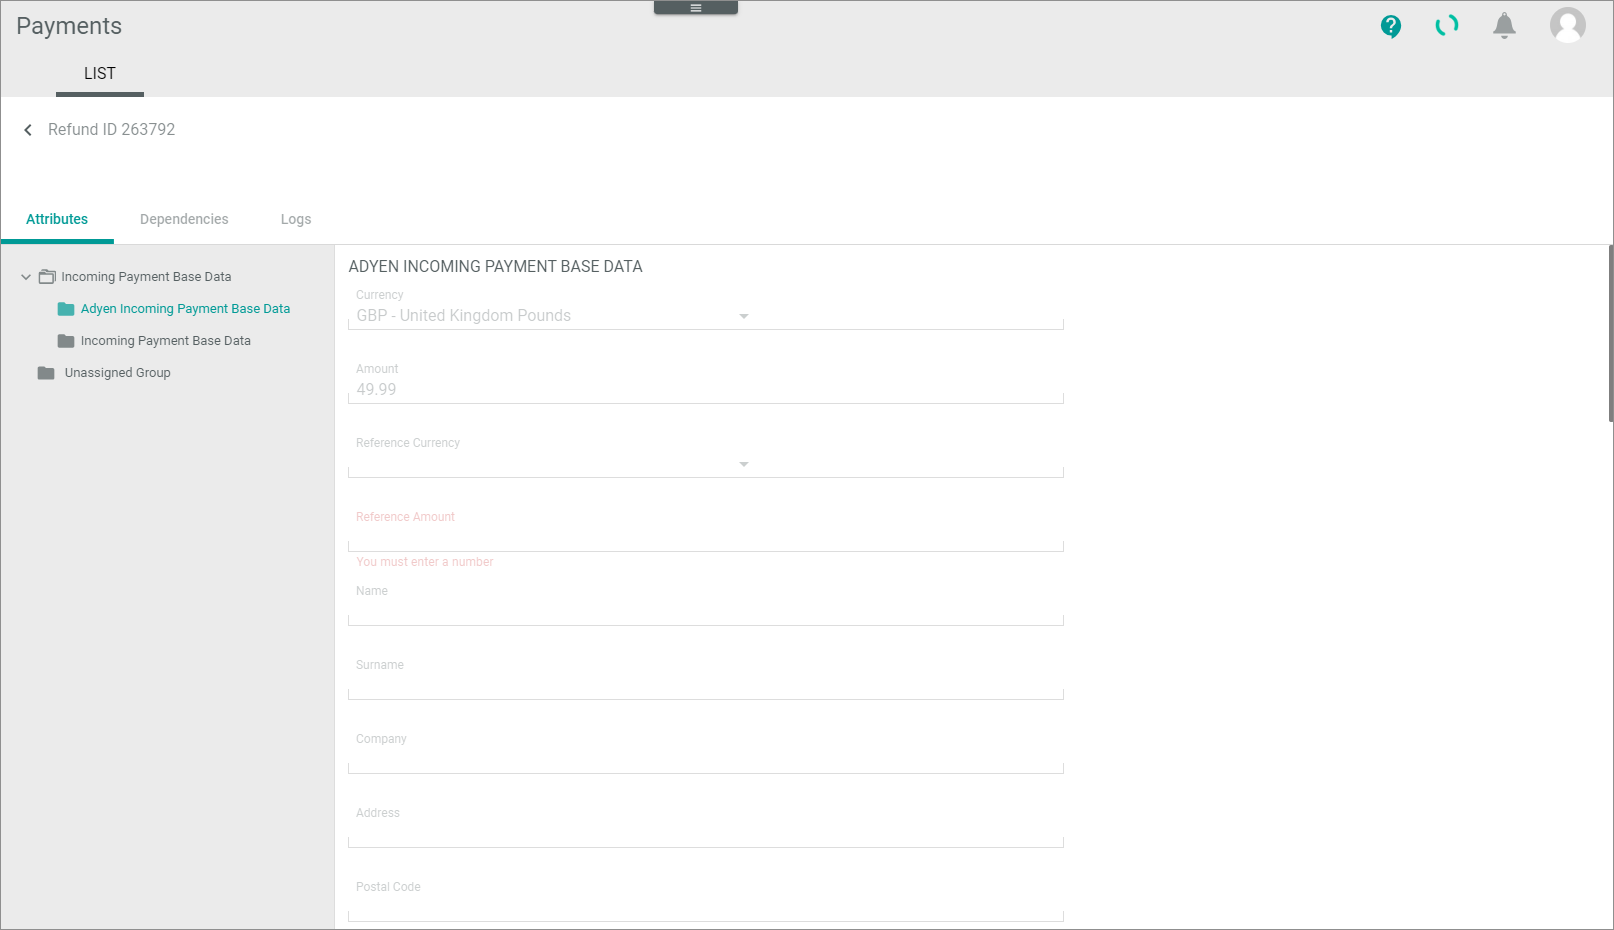 Payments
LIST
Refund ID 263792
Attributes
Dependencies
Logs
Incoming Payment Base Data
Adyen Incoming Payment Base Data
Incoming Payment Base Data
Unassigned Group
ADYEN INCOMING PAYMENT BASE DATA
Currency
GBP - United Kingdom Pounds
Amount
49.99
Reference Currency
Reference Amount
You must enter a number
Name
Surname
Company
Address
Postal Code